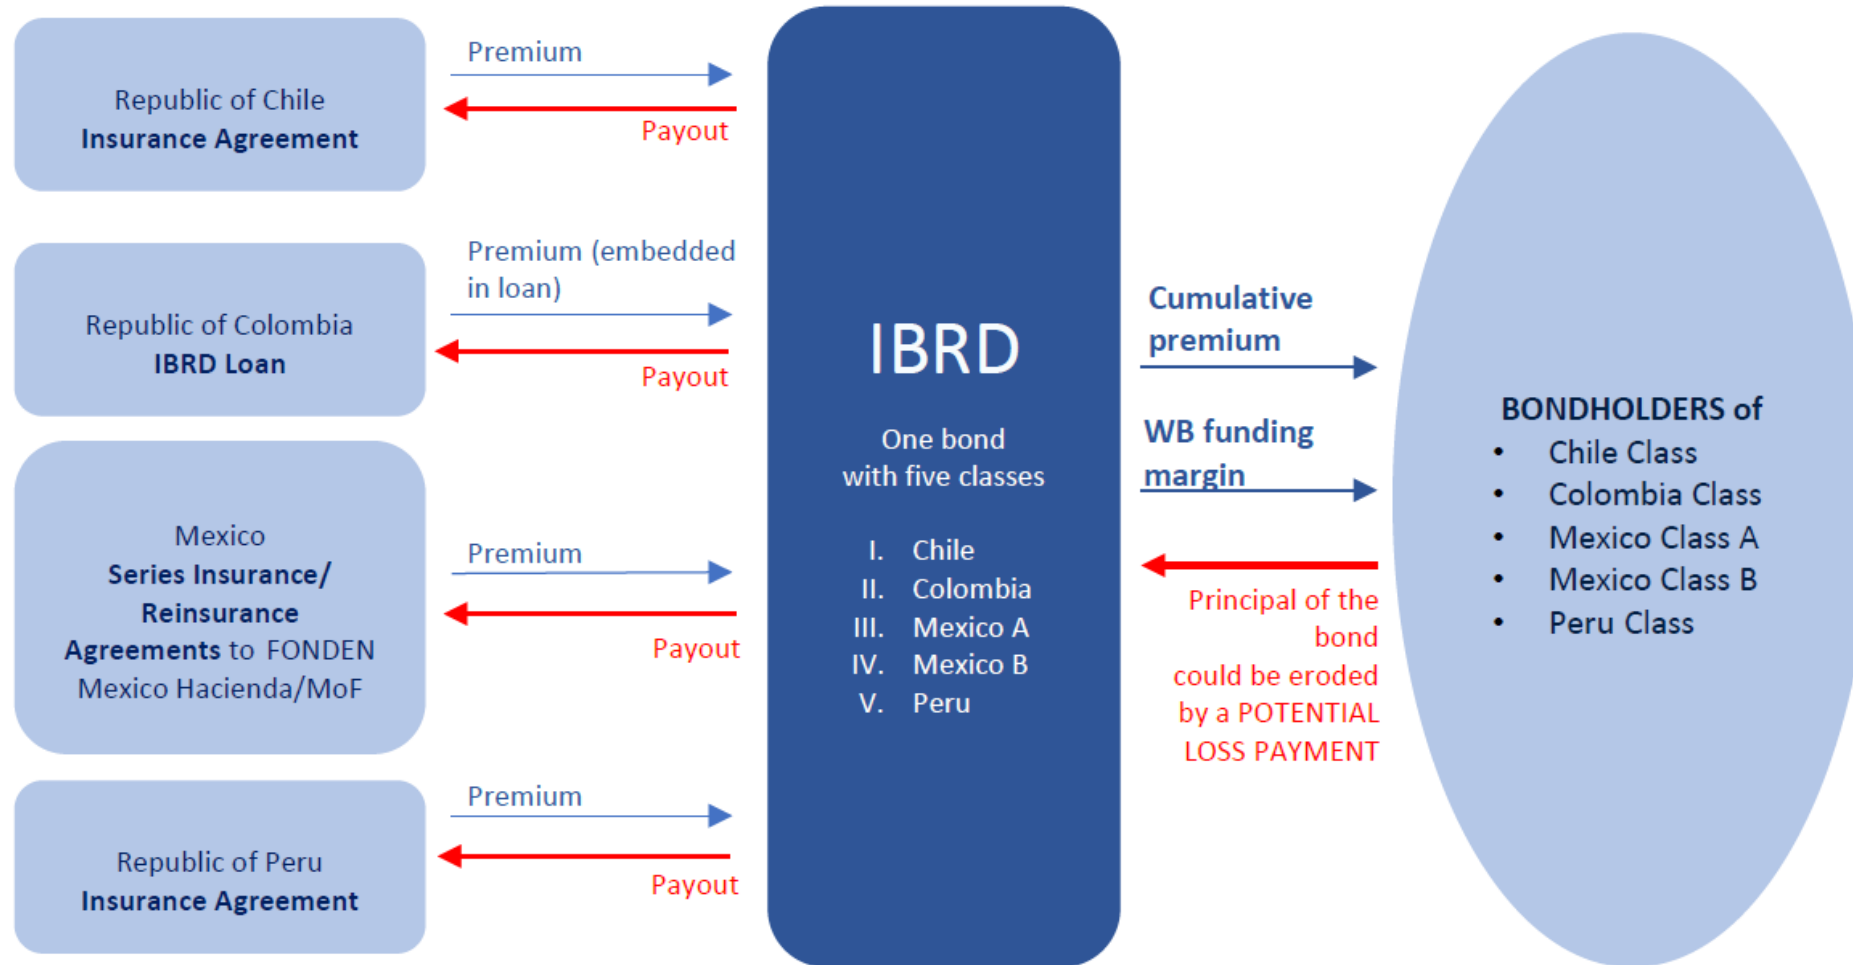 Republic of Chile
Insurance Agreement
Premium
Payout
Republic of Colombia
IBRD Loan
Premium (embedded
in loan)
Payout
Mexico
Series Insurance/
Reinsurance
Agreements to FONDEN
Mexico Hacienda/MoF
Premium
Payout
Republic of Peru
Insurance Agreement
Premium
Payout
IBRD
One bond
with five classes
I. Chile
II. Colombia
III. Mexico A
IV. Mexico B
V. Peru
Cumulative
premium
WB funding
margin
Principal of the
bond
could be eroded
by a POTENTIAL
LOSS PAYMENT
BONDHOLDERS of
• Chile Class
• Colombia Class
• Mexico Class A
• Mexico Class B
• Peru Class